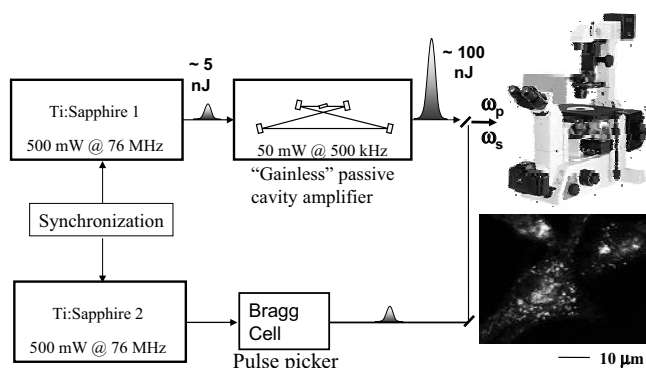 ~ 5
nJ
~ 100
nJ
Ti:Sapphire 1
500 mW @ 76 MHz
50 mW @ 500 kHz
“Gainless” passive
cavity amplifier
ωp
ωs
Synchronization
Ti:Sapphire 2
500 mW @ 76 MHz
Bragg
Cell
Pulse picker
10 μm